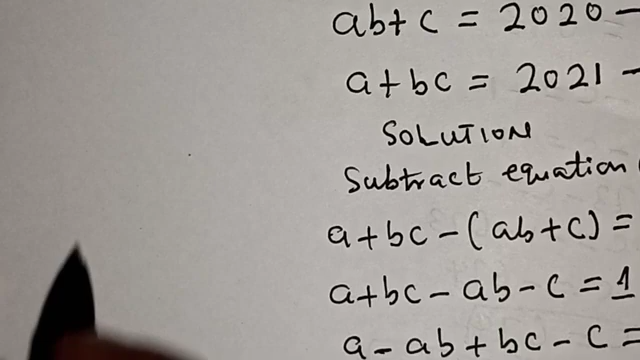 ab+c = 2020 -
a+bc = 2021 -
SOLUTION
Subtract equation
a+bc-(ab+c) =
a+bc-ab-c = 1
a-ab+bc-c =